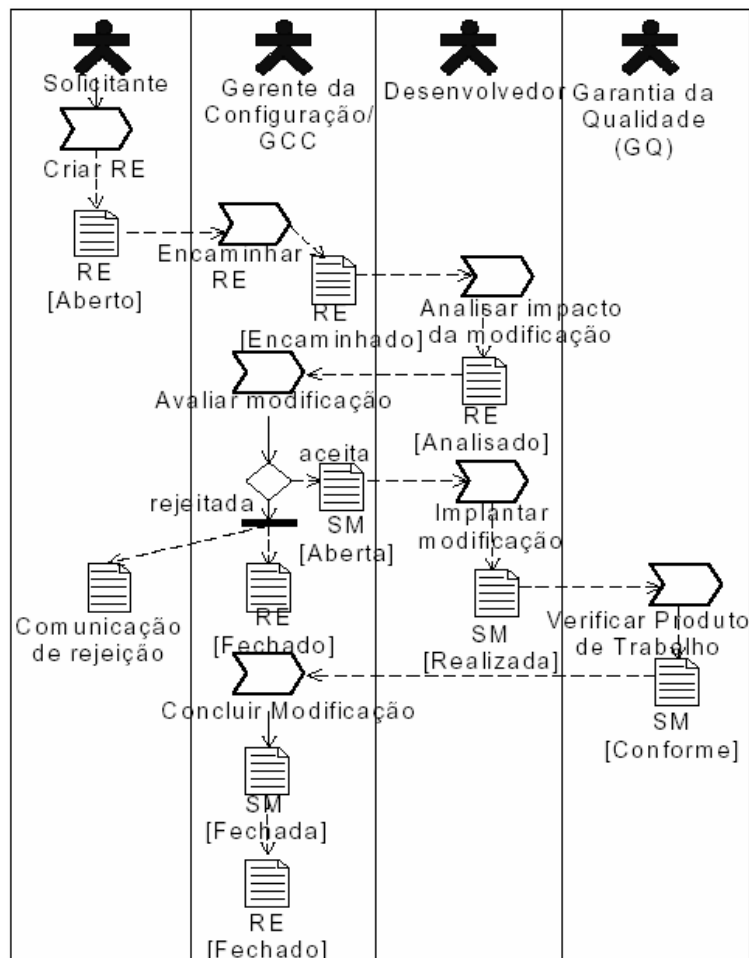 Solicitante
Gerente da
Configuração/
GCC
Desenvolvedor
Garantia da
Qualidade
(GQ)
Criar RE
RE
[Aberto]
Encaminhar
RE
RE
[Encaminhado]
Analisar impacto
da modificação
RE
[Analisado]
Avaliar modificação
aceita
rejeitada
SM
[Aberta]
Implantar
modificação
Comunicação
de rejeição
RE
[Fechado]
SM
[Realizada]
Verificar Produto
de Trabalho
SM
[Conforme]
Concluir Modificação
SM
[Fechada]
RE
[Fechado]